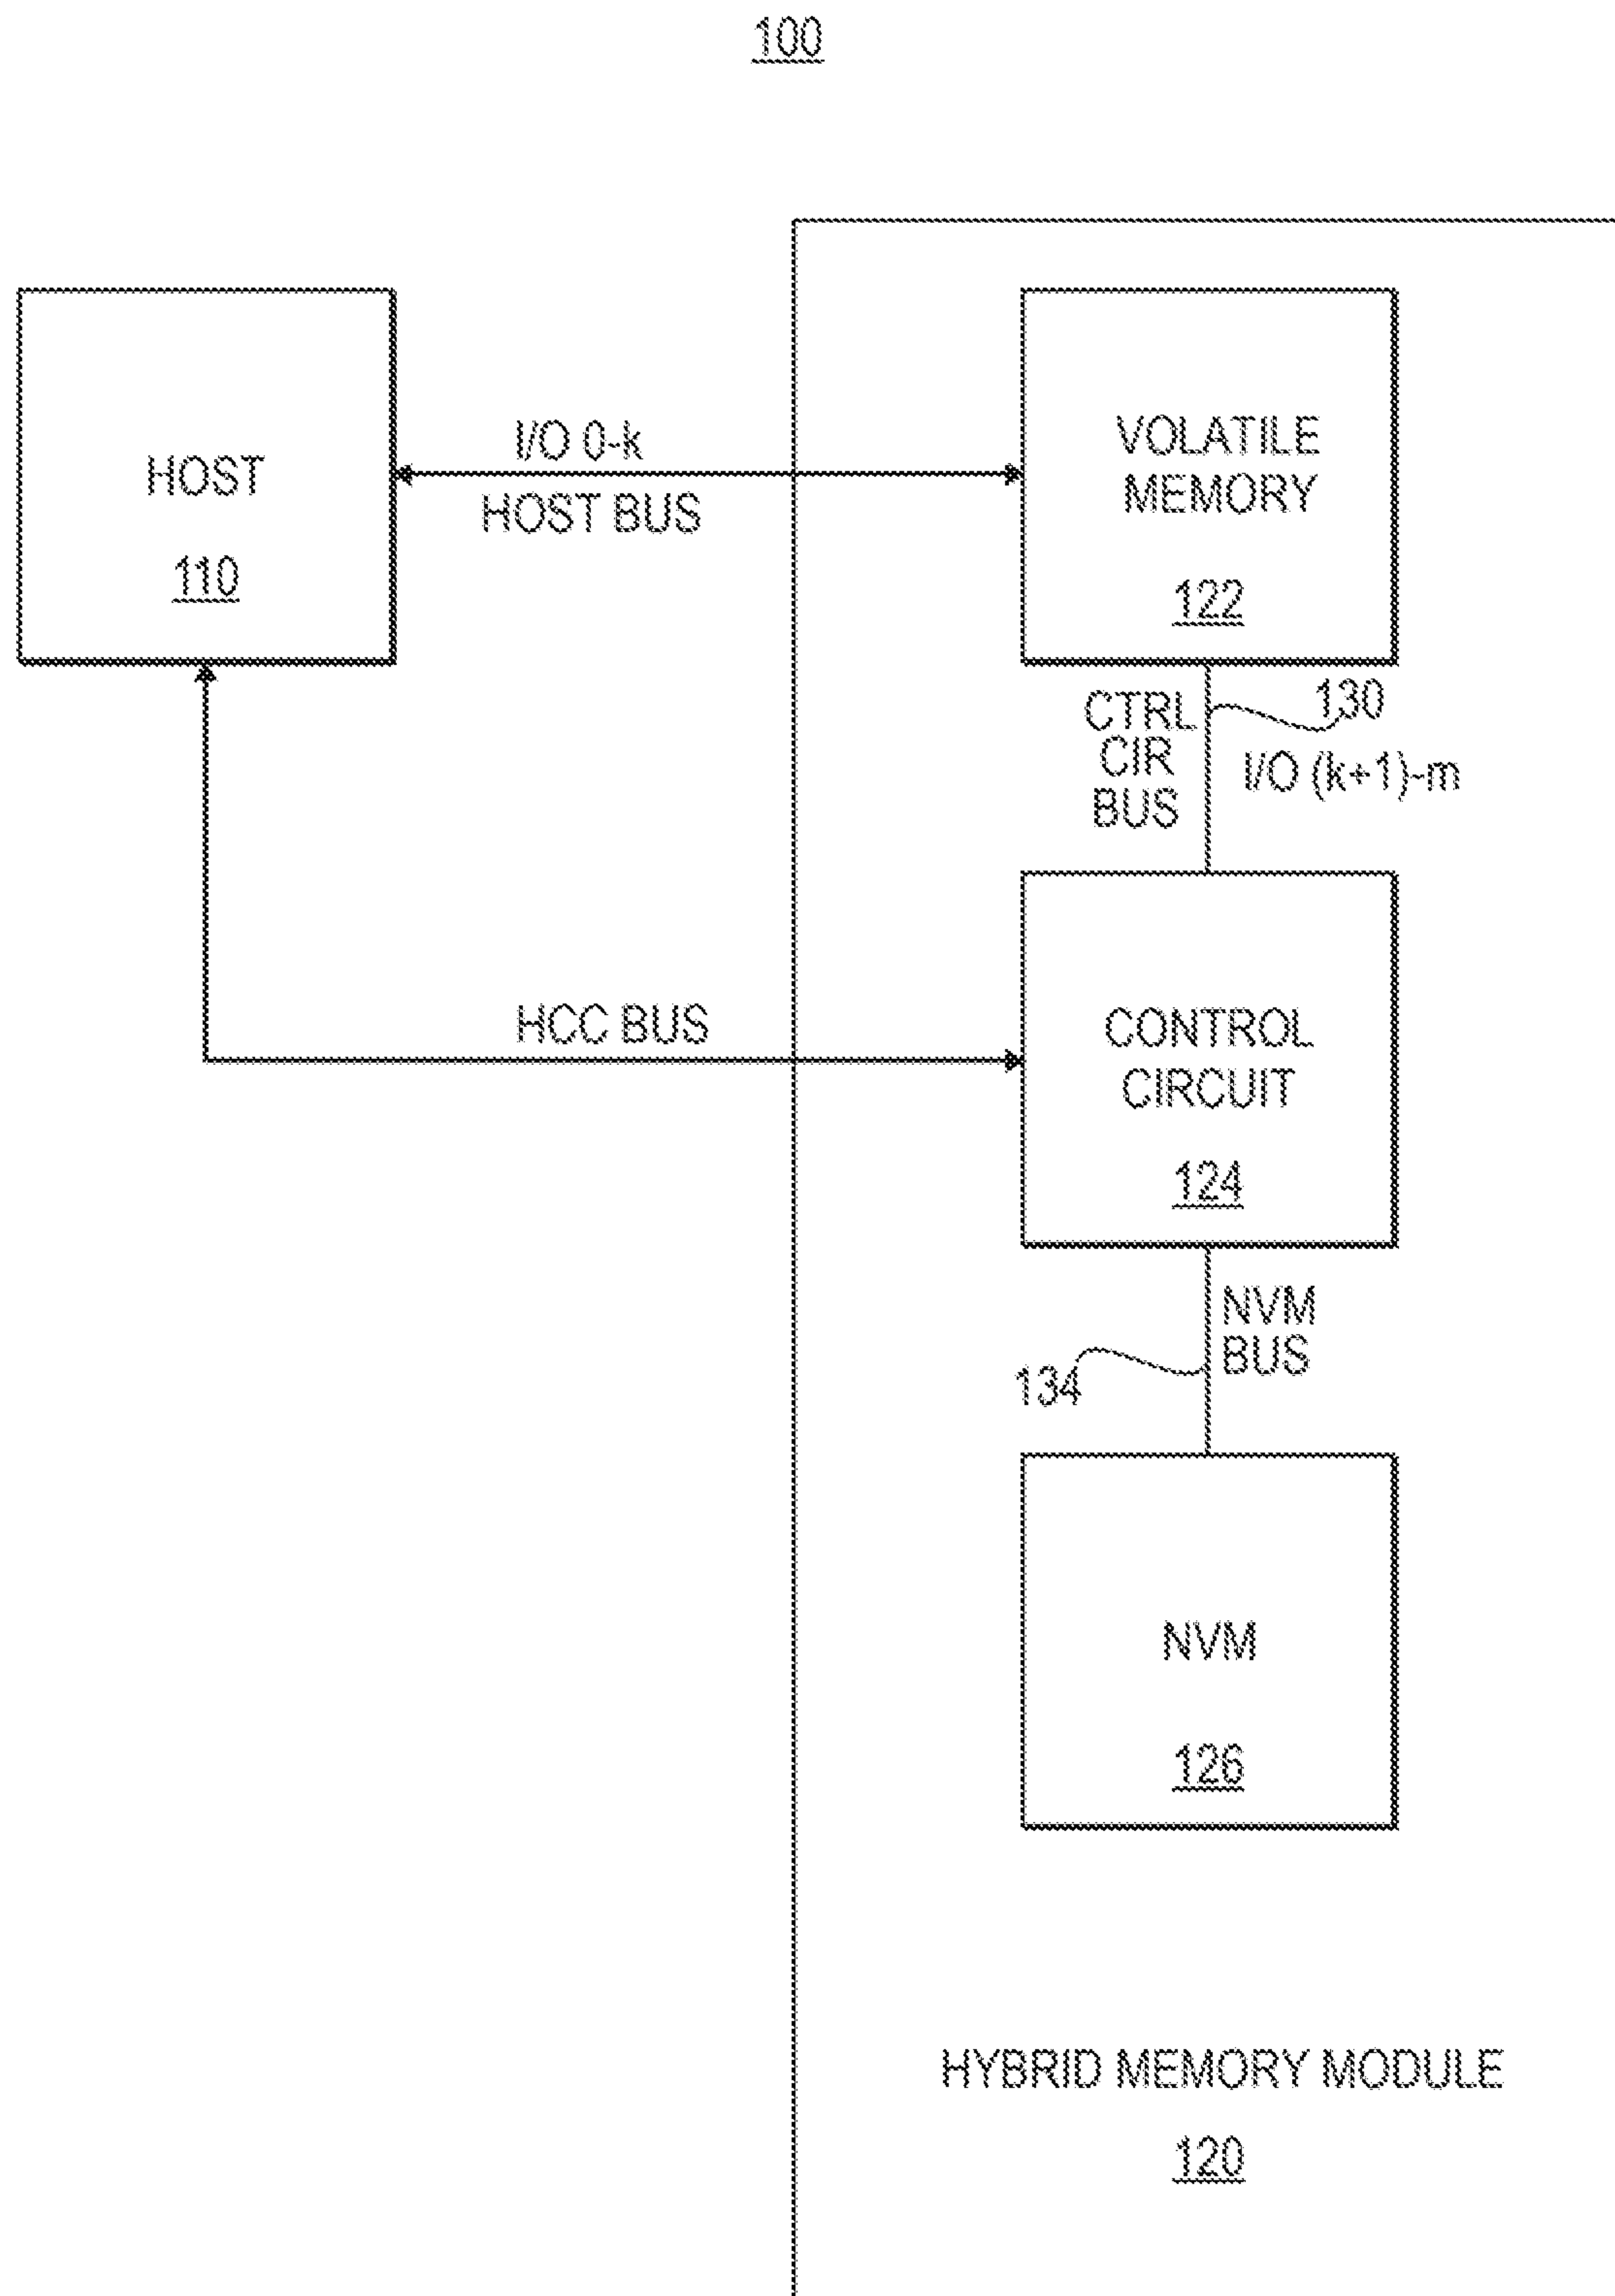 100
HOST
110
I/O 0-k
HOST BUS
VOLATILE
MEMORY
122
CTRL
CIR
BUS
130
I/O (k+1)-m
HCC BUS
CONTROL
CIRCUIT
124
NVM
BUS
134
NVM
126
HYBRID MEMORY MODULE
120